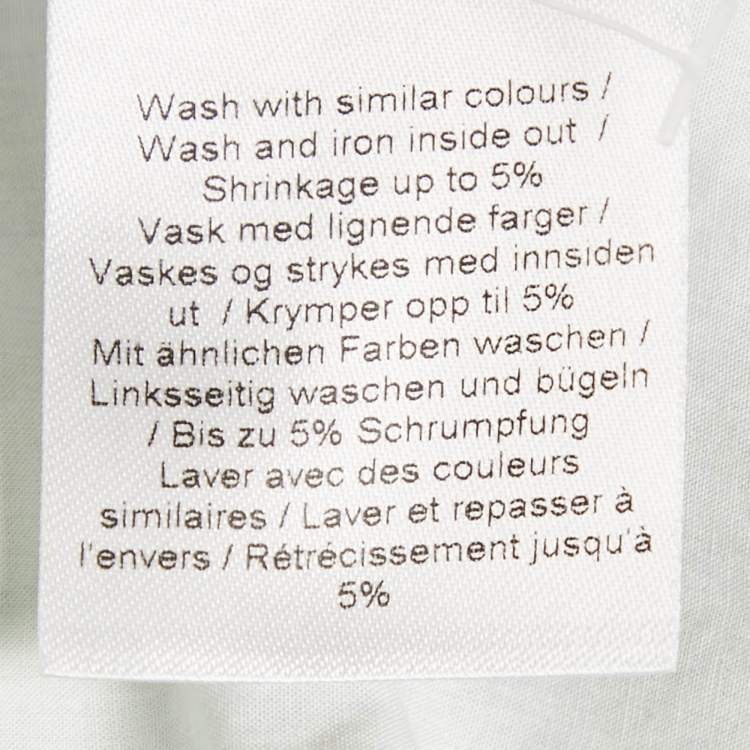 Wash with similar colours /
Wash and iron inside out /
Shrinkage up to 5%
Vask med lignende farger /
Vaskes og strykes med innsiden
ut / Krymper opp til 5%
Mit ähnlichen Farben waschen /
Linksseitig waschen und bügeln
/ Bis zu 5% Schrumpfung
Laver avec des couleurs
similaires / Laver et repasser à
l'envers / Rétrécissement jusqu'à
5%